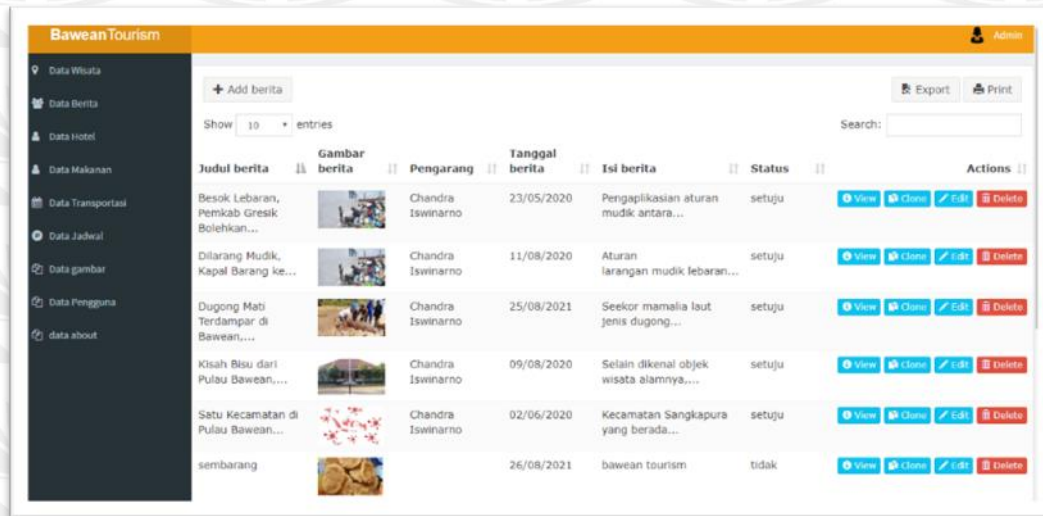 BaweanTourism
Admin
Data Wisata
Data Berita
Data Hotel
Data Makanan
Data Transportasi
Data Jadwal
Data gambar
Data Pengguna
data about
+ Add berita
Export
Print
Show 10 entries
Search:
Judul berita
Gambar
berita
Pengarang
Tanggal
berita
Isi berita
Status
Actions
Besok Lebaran,
Pemkab Gresik
Bolehkan...
Chandra
Iswinarno
23/05/2020
Pengaplikasian aturan
mudik antara...
setuju
View Clone Edit Delete
Dilarang Mudik,
Kapal Barang ke...
Chandra
Iswinarno
11/08/2020
Aturan
larangan mudik lebaran...
setuju
View Clone Edit Delete
Dugong Mati
Terdampar di
Bawean,...
Chandra
Iswinarno
25/08/2021
Seekor mamalia laut
jenis dugong...
setuju
View Clone Edit Delete
Kisah Bisu dari
Pulau Bawean,...
Chandra
Iswinarno
09/08/2020
Selain dikenal objek
wisata alamnya,...
setuju
View Clone Edit Delete
Satu Kecamatan di
Pulau Bawean...
Chandra
Iswinarno
02/06/2020
Kecamatan Sangkapura
yang berada...
setuju
View Clone Edit Delete
sembarang
26/08/2021
bawean tourism
tidak
View Clone Edit Delete